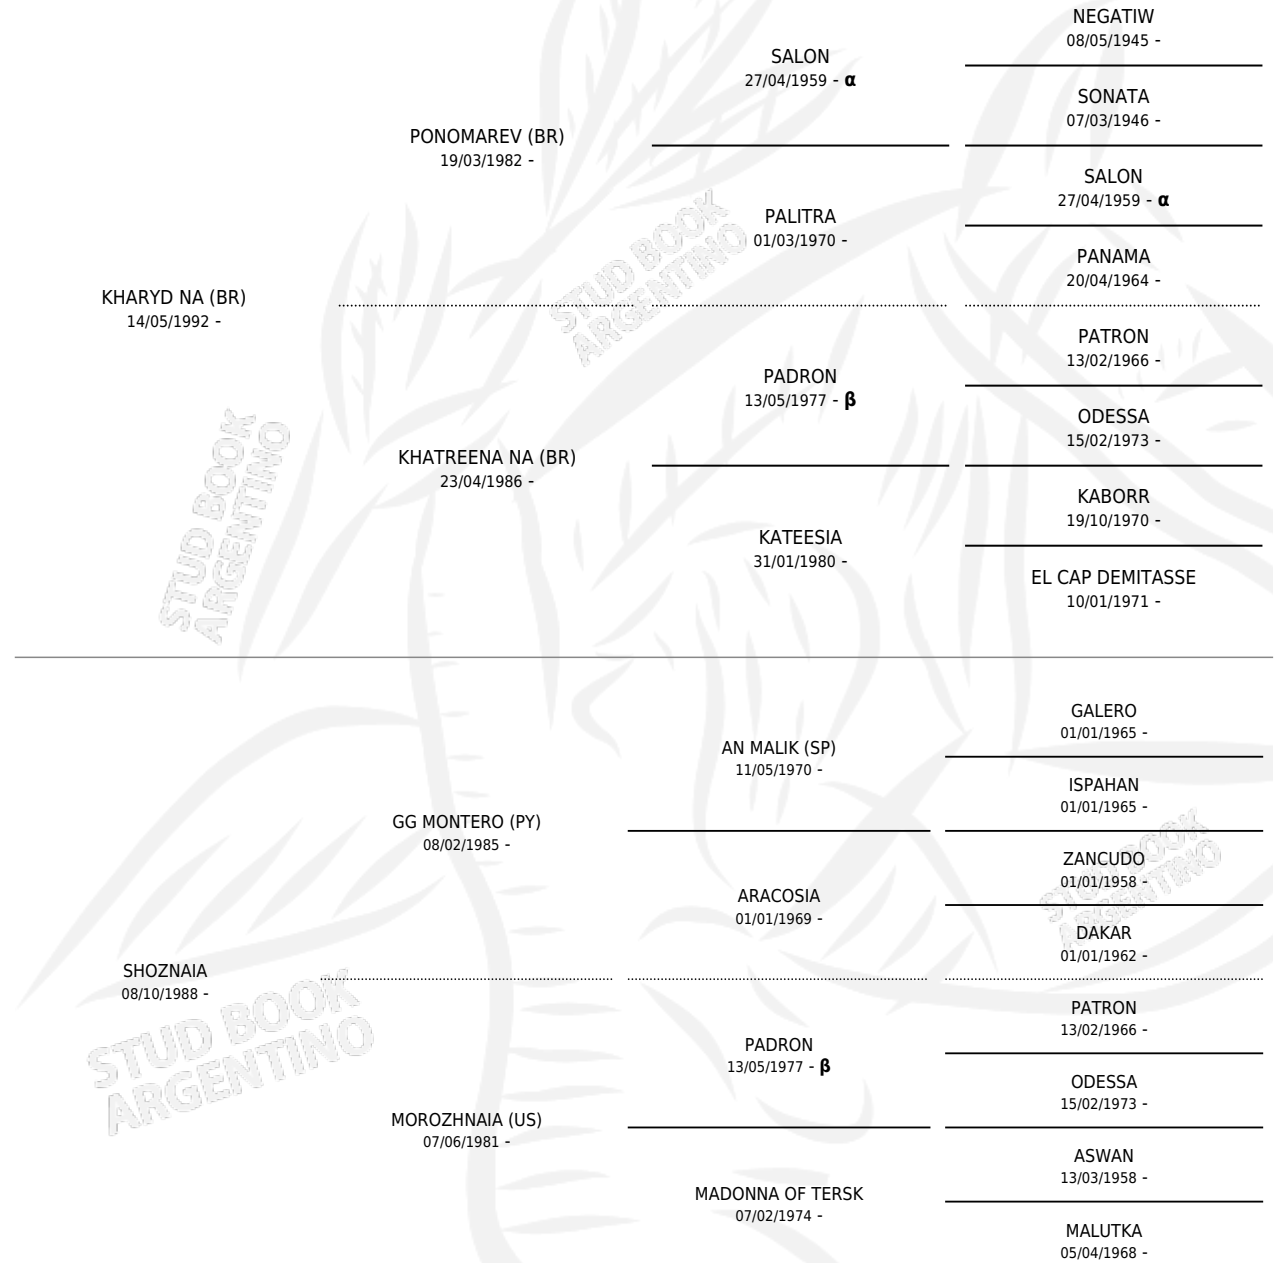 NEGATIW
08/05/1945 -
SALON
27/04/1959 - α
SONATA
07/03/1946 -
PONOMAREV (BR)
19/03/1982 -
SALON
27/04/1959 - α
PALITRA
01/03/1970 -
PANAMA
20/04/1964 -
KHARYD NA (BR)
14/05/1992 -
PATRON
13/02/1966 -
PADRON
13/05/1977 - β
ODESSA
15/02/1973 -
KHATREENA NA (BR)
23/04/1986 -
KABORR
19/10/1970 -
KATEESIA
31/01/1980 -
EL CAP DEMITASSE
10/01/1971 -
STUD BOOK
ARGENTINO
STUD BOOK
ARGENTINO
GALERO
01/01/1965 -
AN MALIK (SP)
11/05/1970 -
ISPAHAN
01/01/1965 -
GG MONTERO (PY)
08/02/1985 -
ZANCUDO
01/01/1958 -
ARACOSIA
01/01/1969 -
DAKAR
01/01/1962 -
STUD BOOK
ARGENTINO
SHOZNAIA
08/10/1988 -
PATRON
13/02/1966 -
PADRON
13/05/1977 - β
ODESSA
15/02/1973 -
STUD BOOK
ARGENTINO
MOROZHNAIA (US)
07/06/1981 -
ASWAN
13/03/1958 -
MADONNA OF TERSK
07/02/1974 -
MALUTKA
05/04/1968 -